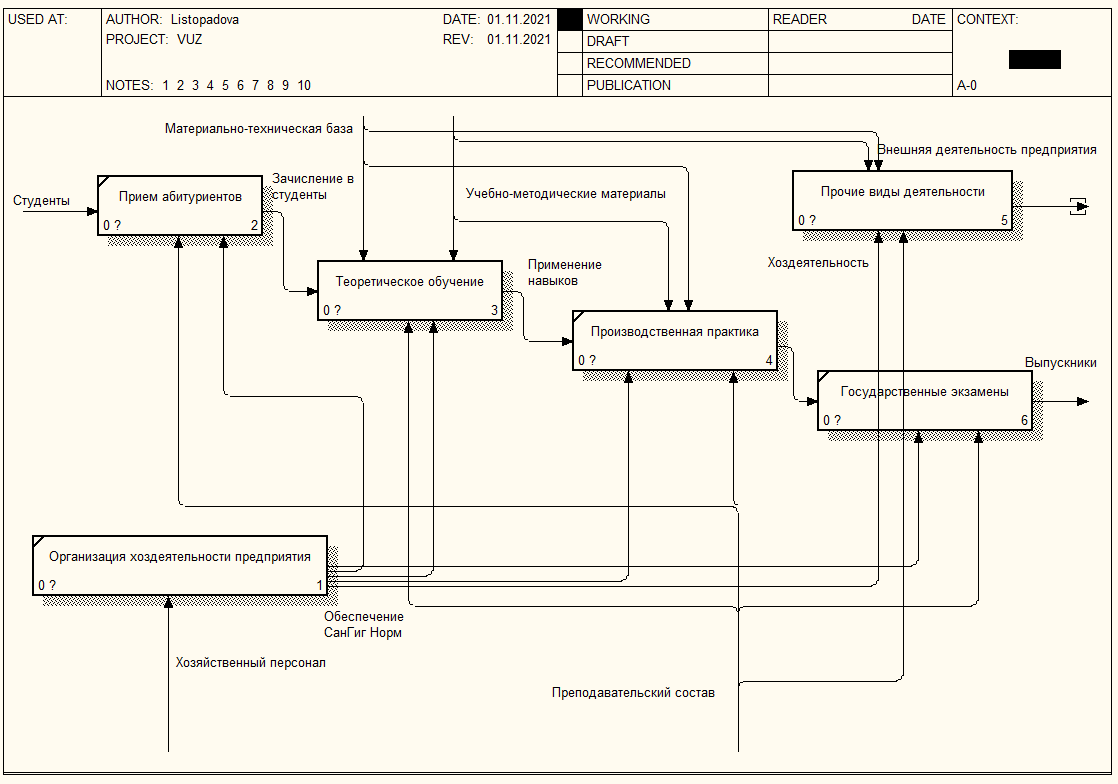 USED AT:
AUTHOR: Listopadova
DATE: 01.11.2021
PROJECT: VUZ
REV: 01.11.2021
NOTES: 1 2 3 4 5 6 7 8 9 10
WORKING
DRAFT
RECOMMENDED
PUBLICATION
READER
DATE
CONTEXT:
A-0
Материально-техническая база
Внешняя деятельность предприятия
Зачисление в
студенты
Студенты
Прием абитуриентов
0 ?
2
Учебно-методические материалы
Прочие виды деятельности
0 ?
5
Хоздеятельность
Применение
навыков
Теоретическое обучение
0 ?
3
Производственная практика
0 ?
4
Выпускники
Государственные экзамены
0 ?
6
Организация хоздеятельности предприятия
0 ?
1
Обеспечение
СанГиг Норм
Хозяйственный персонал
Преподавательский состав